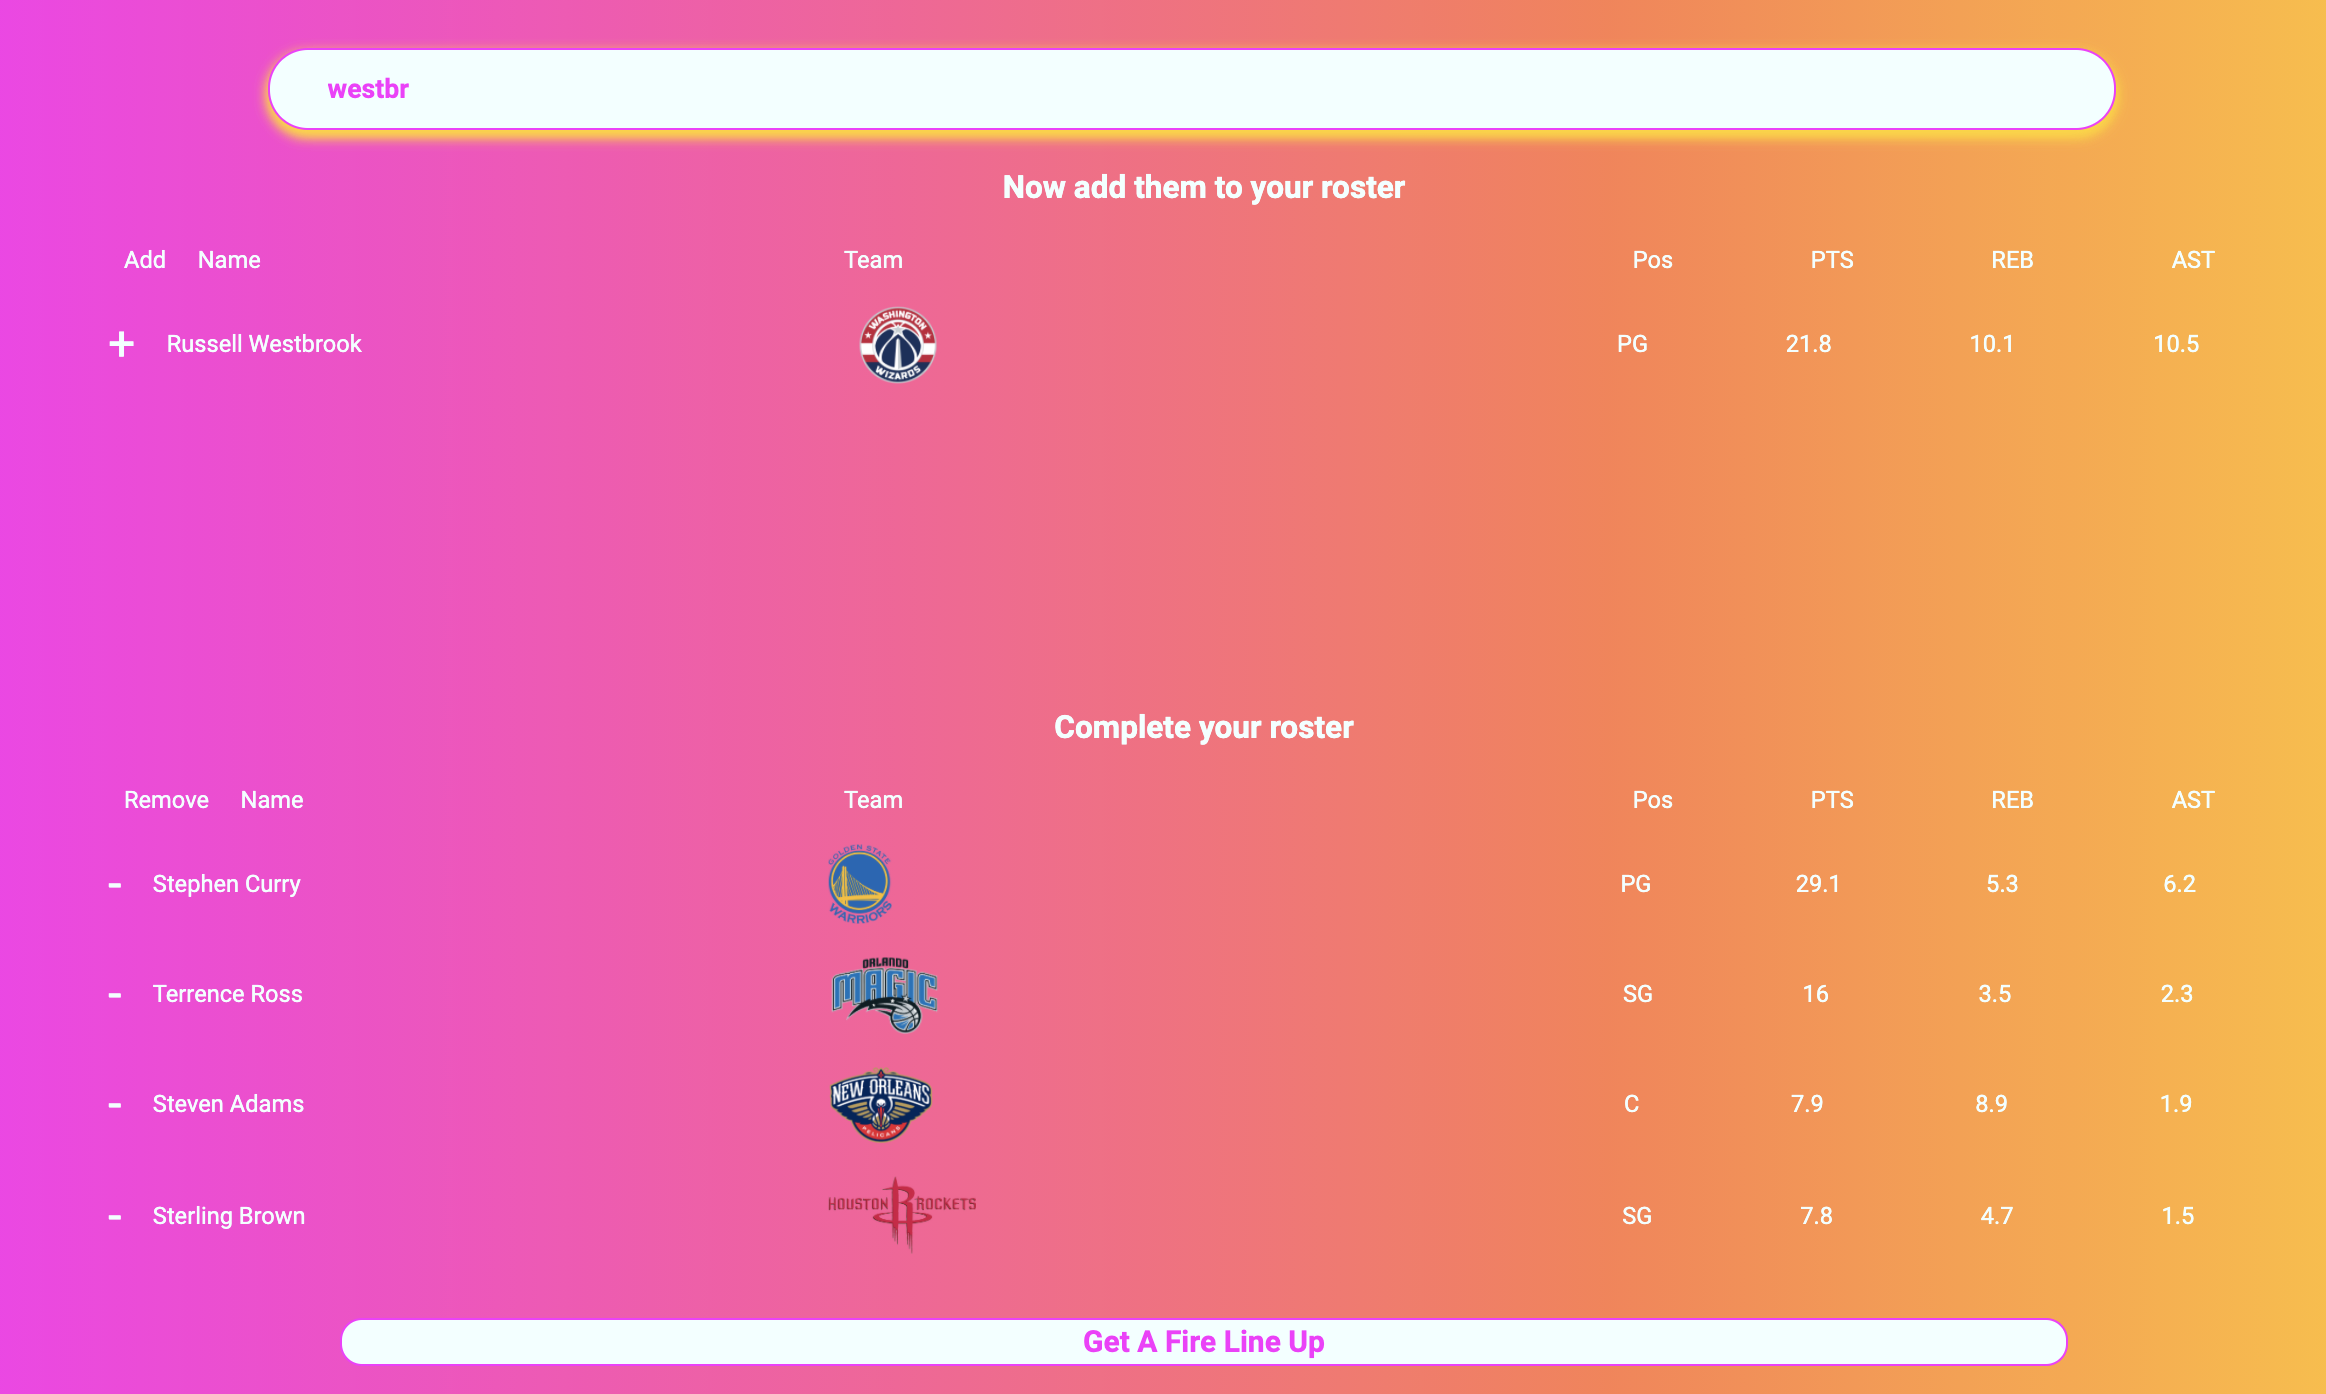 westbr
Now add them to your roster
Add Name Team Pos PTS REB AST
+ Russell Westbrook WASHINGTON WIZARDS PG 21.8 10.1 10.5
Complete your roster
Remove Name Team Pos PTS REB AST
- Stephen Curry GOLDEN STATE WARRIORS PG 29.1 5.3 6.2
- Terrence Ross ORLANDO MAGIC SG 16 3.5 2.3
- Steven Adams NEW ORLEANS PELICANS C 7.9 8.9 1.9
- Sterling Brown HOUSTON R ROCKETS SG 7.8 4.7 1.5
Get A Fire Line Up